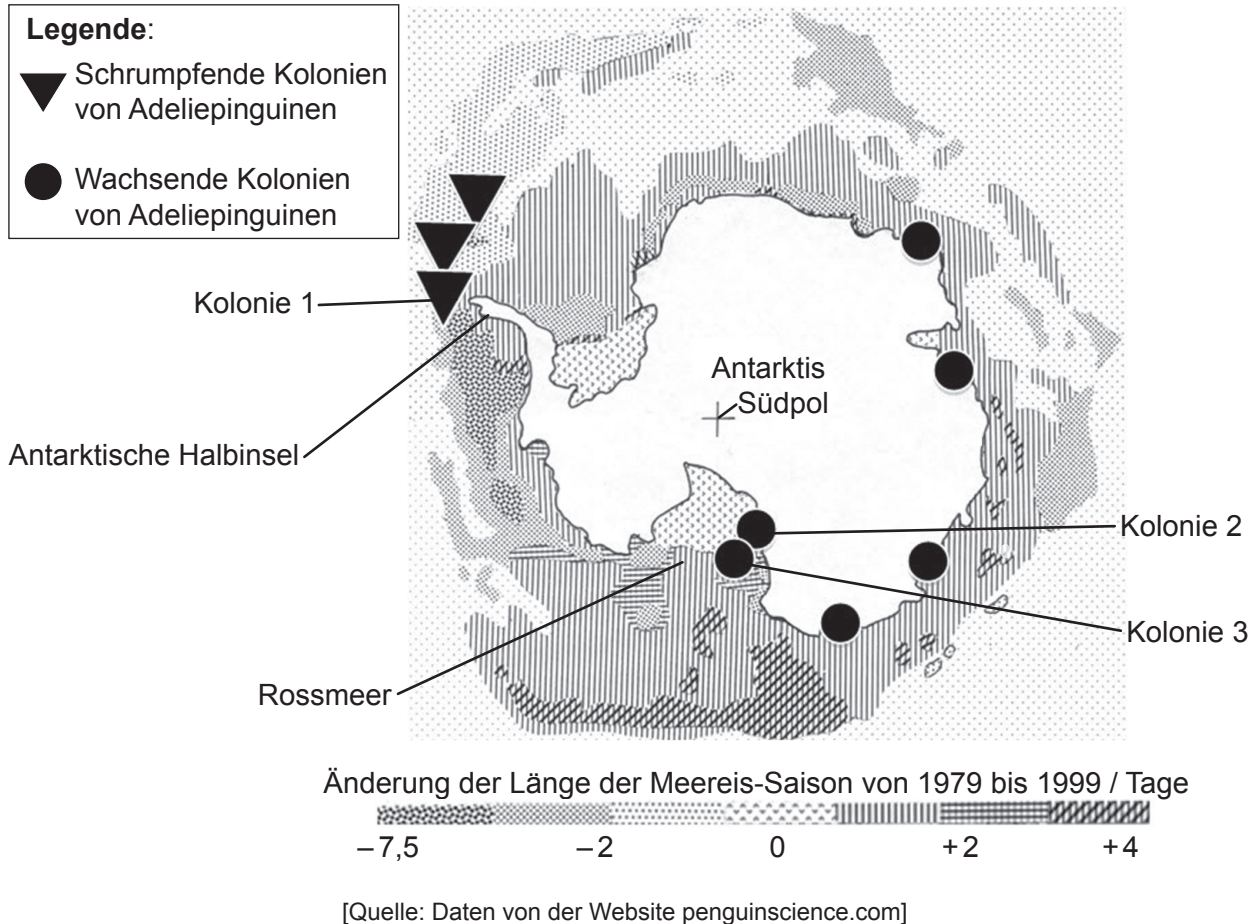 Legende:
Schrumpfende Kolonien
von Adeliepinguinen
Wachsende Kolonien
von Adeliepinguinen
Kolonie 1
Antarktis
Südpol
Antarktische Halbinsel
Kolonie 2
Kolonie 3
Rossmeer
Änderung der Länge der Meereis-Saison von 1979 bis 1999 / Tage
–7,5 –2 0 +2 +4
[Quelle: Daten von der Website penguinscience.com]